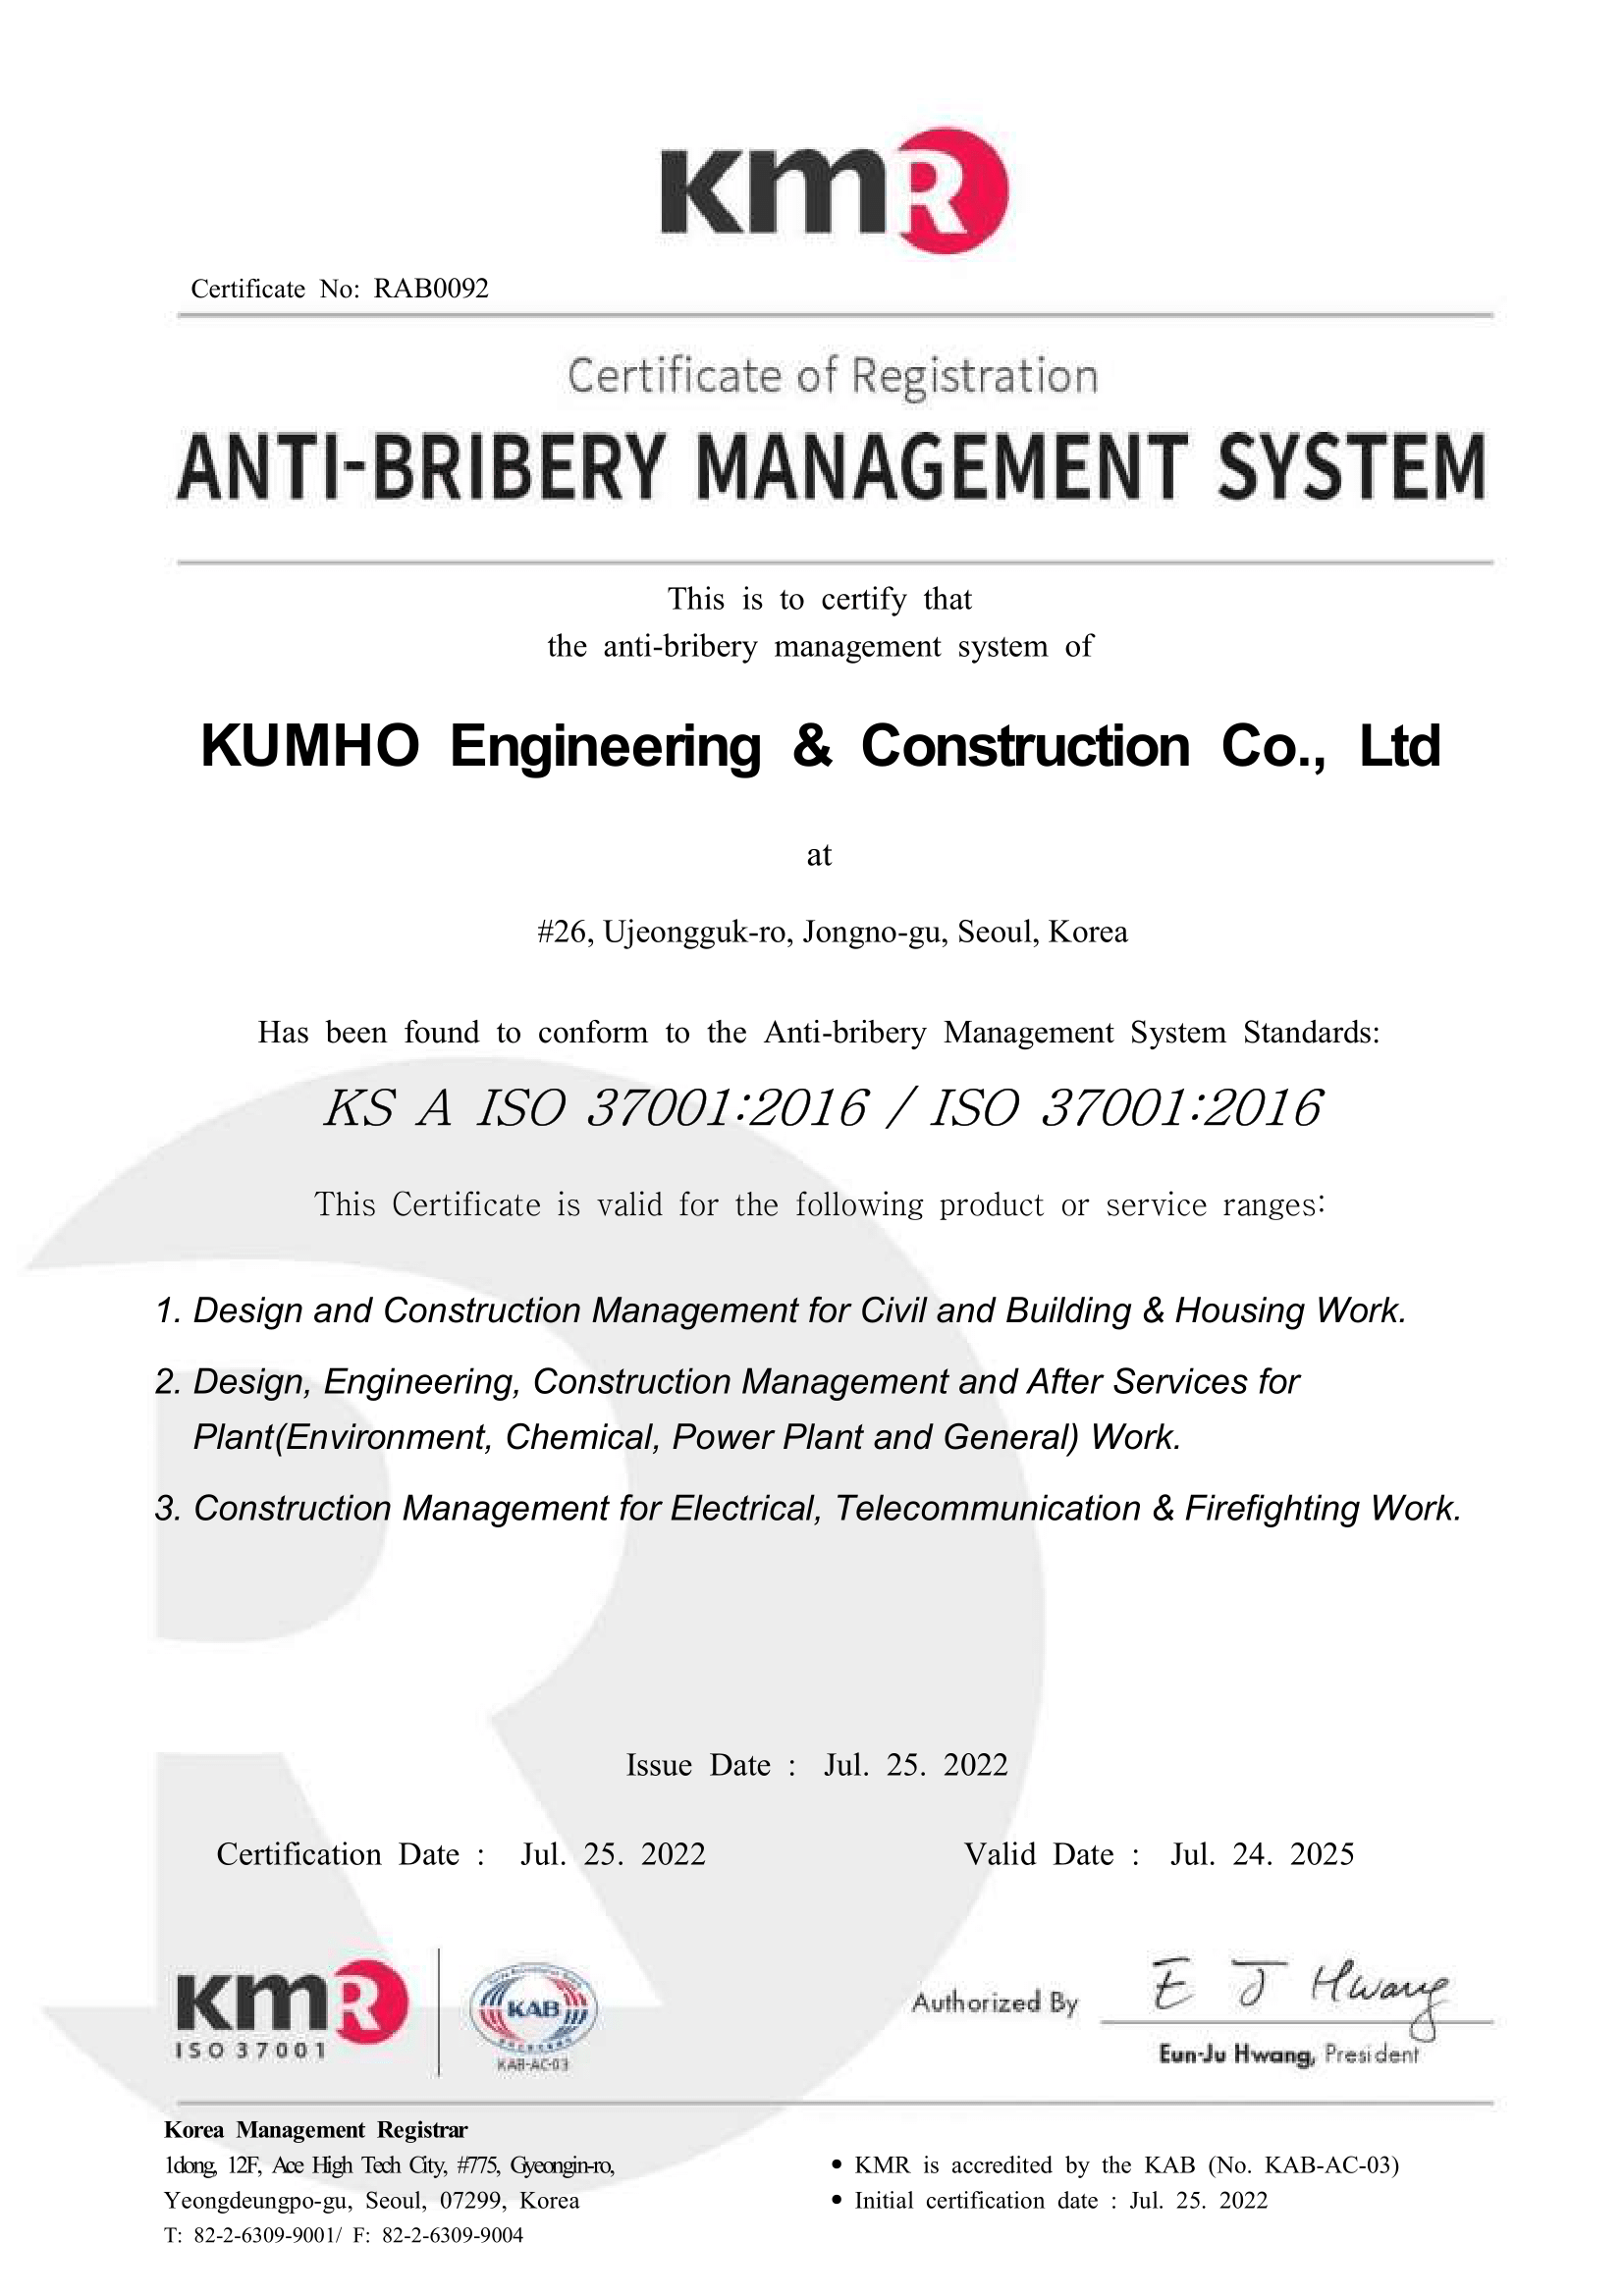 KMR
Certificate No: RAB0092
Certificate of Registration
ANTI-BRIBERY MANAGEMENT SYSTEM
This is to certify that
the anti-bribery management system of
KUMHO Engineering & Construction Co., Ltd
at
#26, Ujeongguk-ro, Jongno-gu, Seoul, Korea
Has been found to conform to the Anti-bribery Management System Standards:
KS A ISO 37001:2016 / ISO 37001:2016
This Certificate is valid for the following product or service ranges:
1. Design and Construction Management for Civil and Building & Housing Work.
2. Design, Engineering, Construction Management and After Services for
Plant(Environment, Chemical, Power Plant and General) Work.
3. Construction Management for Electrical, Telecommunication & Firefighting Work.
Issue Date : Jul. 25. 2022
Certification Date : Jul. 25. 2022 Valid Date : Jul. 24. 2025
KMR
ISO 37001
KAB
KAB-AC-03
Authorized By E J Hwang
Eun-Ju Hwang, President
Korea Management Registrar
1dong, 12F, Ace High Tech City, #775, Gyeongin-ro,
Yeongdeungpo-gu, Seoul, 07299, Korea
T: 82-2-6309-9001/ F: 82-2-6309-9004
• KMR is accredited by the KAB (No. KAB-AC-03)
• Initial certification date : Jul. 25. 2022